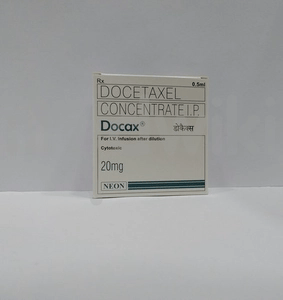 Rx 0.5ml
DOCETAXEL
CONCENTRATE I.P.
Docax® डोकैक्स
For I.V. infusion after dilution
Cytotoxic
20mg
NEON